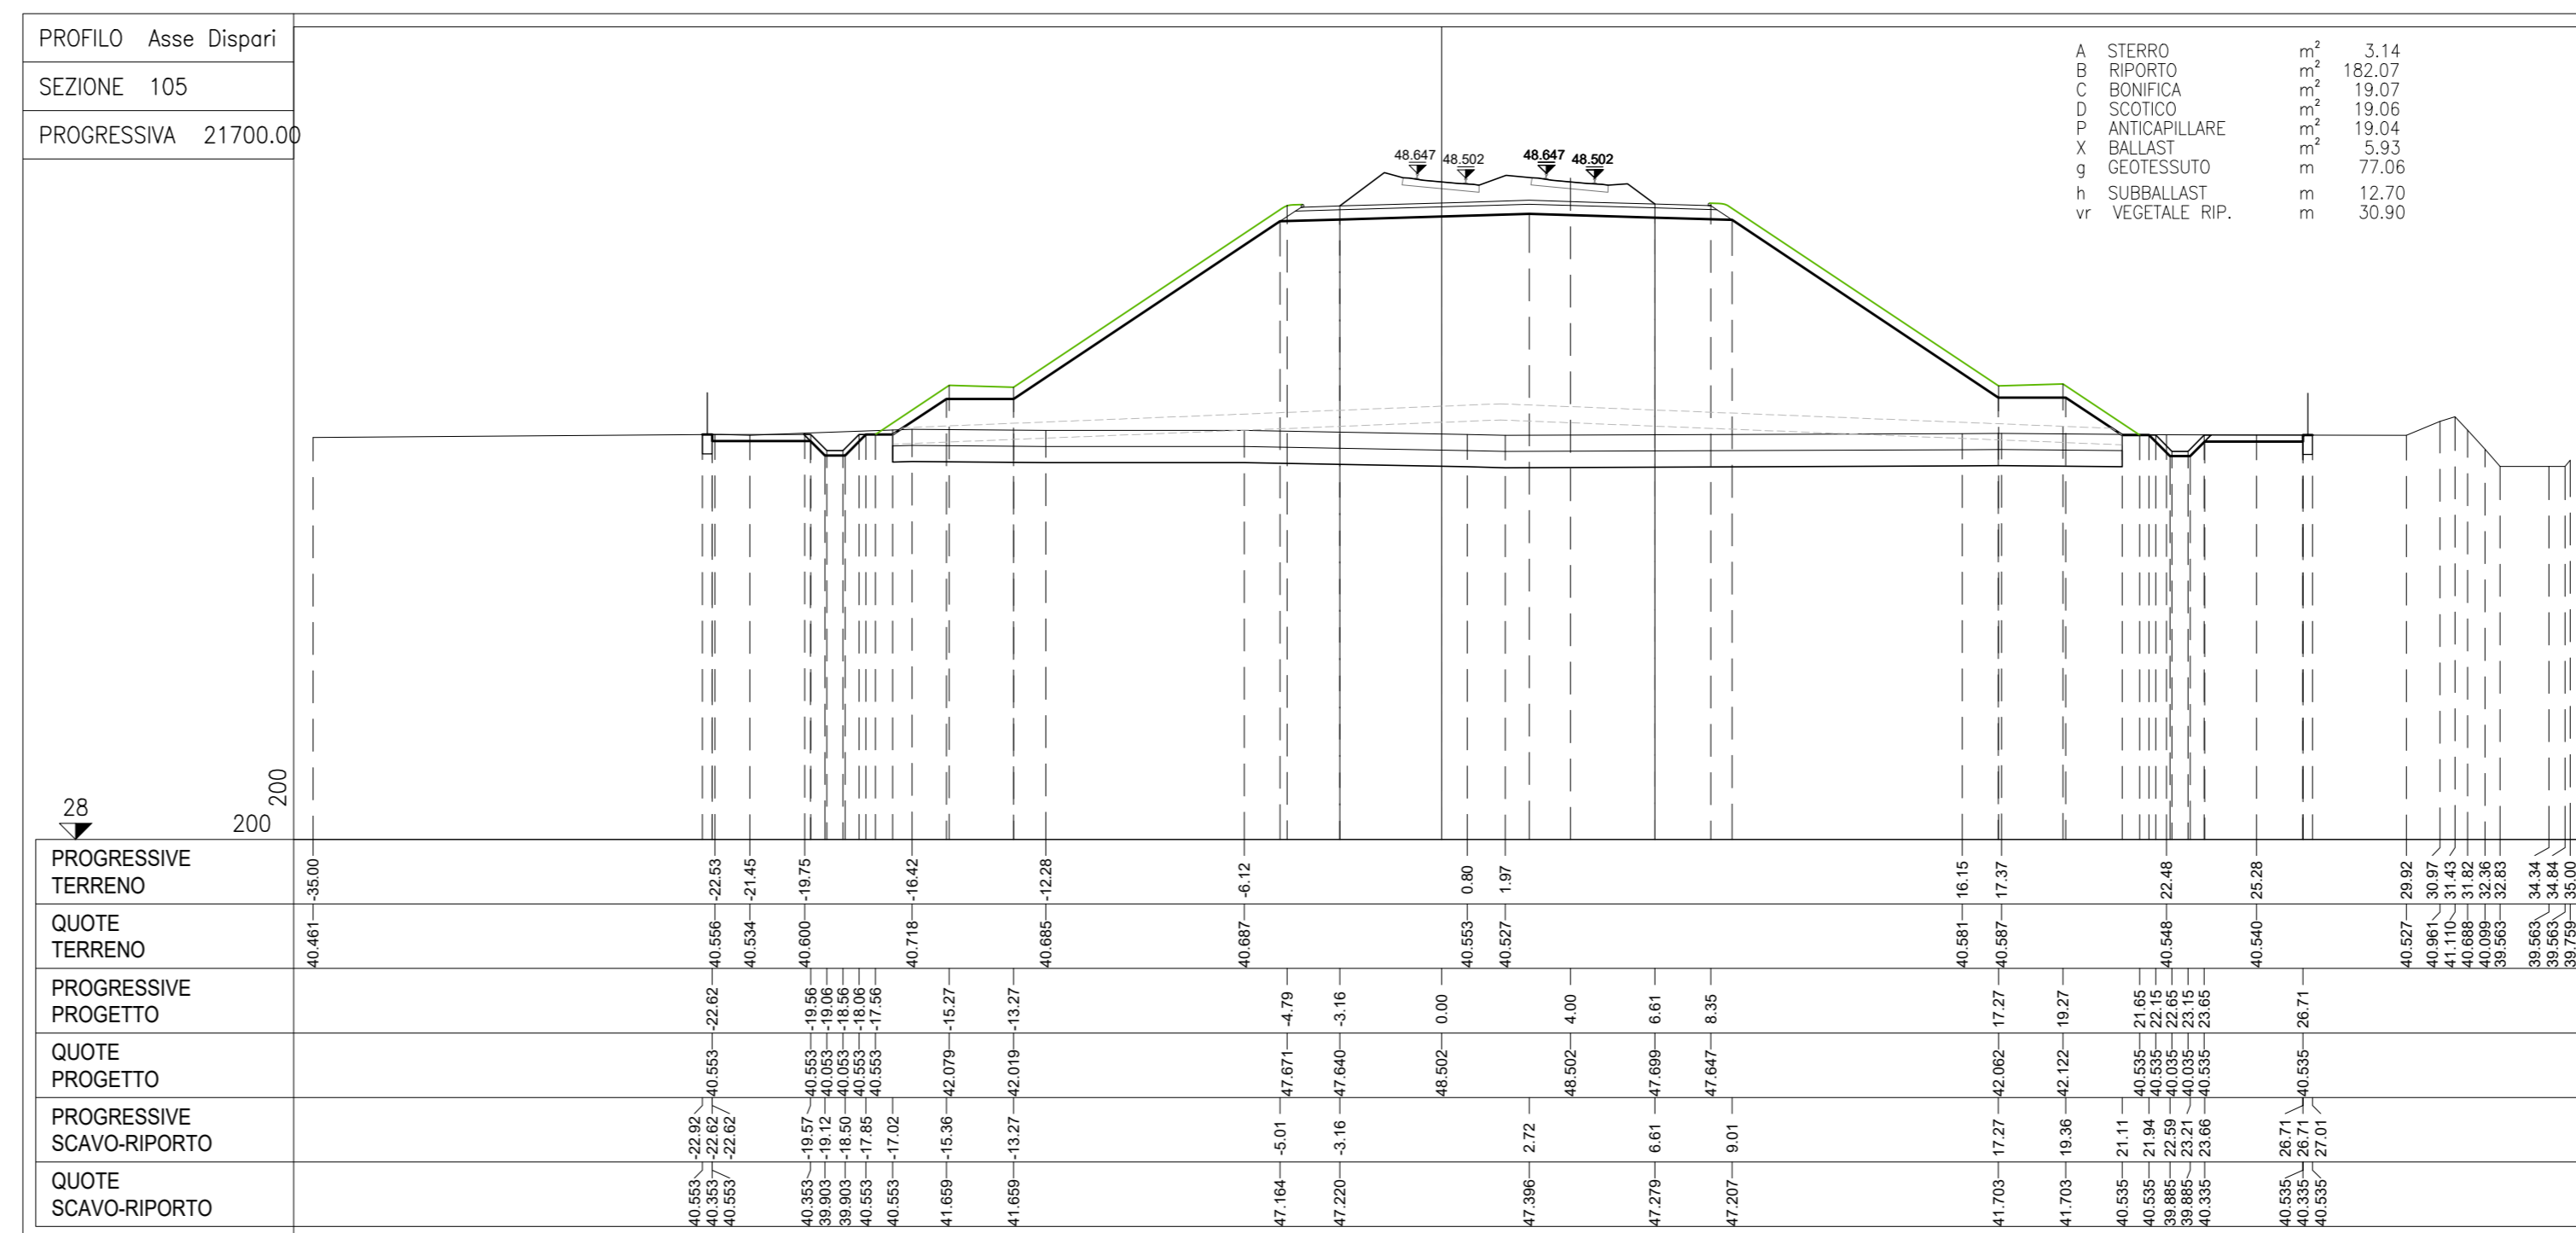 PROFILO Asse Dispari
SEZIONE 105
PROGRESSIVA 21700.00
A STERRO m² 3.14
B RIPORTO m² 182.07
C BONIFICA m² 19.07
D SCOTICO m² 19.06
P ANTICAPILLARE m² 19.04
X BALLAST m² 5.93
g GEOTESSUTO m 77.06
h SUBBALLAST m 12.70
vr VEGETALE RIP. m 30.90
48.647 48.502 48.647 48.502
200
28
200
PROGRESSIVE
TERRENO
-35.00 -22.53 -21.45 -19.75 -16.42 -12.28 -6.12 0.80 1.97 16.15 17.37 22.48 25.28 29.92 30.97 31.43 31.82 32.36 32.83 34.34 34.84 35.00
QUOTE
TERRENO
40.461 40.556 40.534 40.600 40.718 40.685 40.687 40.553 40.527 40.581 40.587 40.548 40.540 40.527 40.961 41.110 40.688 40.099 39.563 39.563 39.563 39.759
PROGRESSIVE
PROGETTO
-22.62 -19.56 -19.06 -18.56 -18.06 -17.56 -15.27 -13.27 -4.79 -3.16 0.00 4.00 6.61 8.35 17.27 19.27 21.65 22.15 22.65 23.15 23.65 26.71
QUOTE
PROGETTO
40.553 40.553 40.053 40.053 40.553 40.553 42.079 42.019 47.671 47.640 48.502 48.502 47.699 47.647 42.062 42.122 40.535 40.535 40.035 40.035 40.535 40.535
PROGRESSIVE
SCAVO-RIPORTO
-22.92 -22.62 -22.62 -19.57 -19.12 -18.50 -17.85 -17.02 -15.36 -13.27 -5.01 -3.16 2.72 6.61 9.01 17.27 19.36 21.11 21.94 22.59 23.21 23.66 26.71 26.71 27.01
QUOTE
SCAVO-RIPORTO
40.553 40.353 40.553 40.353 39.903 39.903 40.553 40.553 41.659 41.659 47.164 47.220 47.396 47.279 47.207 41.703 41.703 40.535 40.535 39.885 39.885 40.335 40.535 40.335 40.535